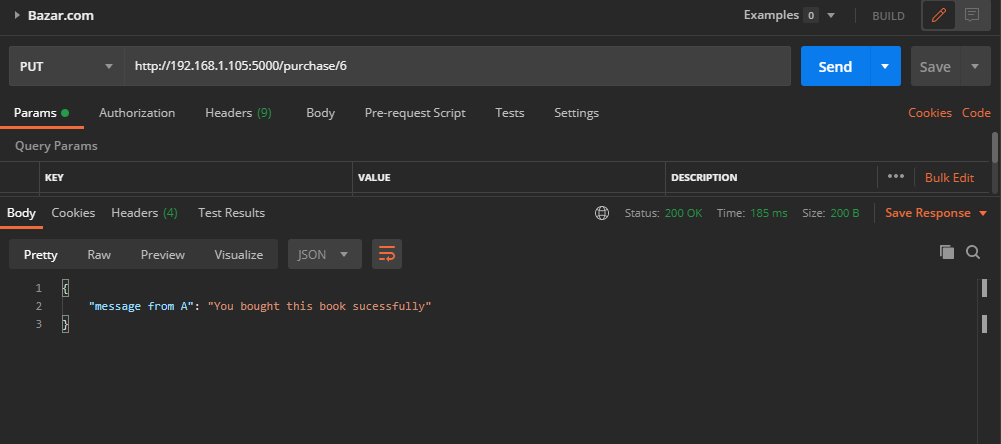 Bazar.com Examples 0 BUILD
PUT http://192.168.1.105:5000/purchase/6 Send Save
Params Authorization Headers (9) Body Pre-request Script Tests Settings Cookies Code
Query Params
KEY VALUE DESCRIPTION ••• Bulk Edit
Body Cookies Headers (4) Test Results Status: 200 OK Time: 185 ms Size: 200 B Save Response
Pretty Raw Preview Visualize JSON
1 {
2 "message from A": "You bought this book sucessfully"
3 }